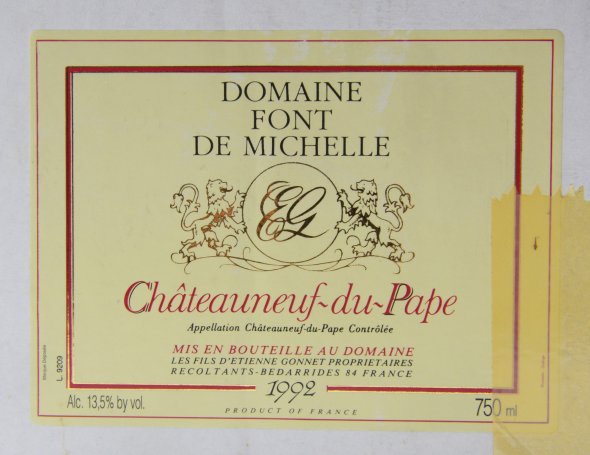 DOMAINE
FONT
DE MICHELLE
EG
Châteauneuf-du-Pape
Appellation Châteauneuf-du-Pape Contrôlée
MIS EN BOUTEILLE AU DOMAINE
LES FILS D'ETIENNE GONNET PROPRIETAIRES
RECOLTANTS-BEDARRIDES 84 FRANCE
1992
Marque Déposée
L. 9209
Alc. 13,5% by vol.
PRODUCT OF FRANCE
750 ml